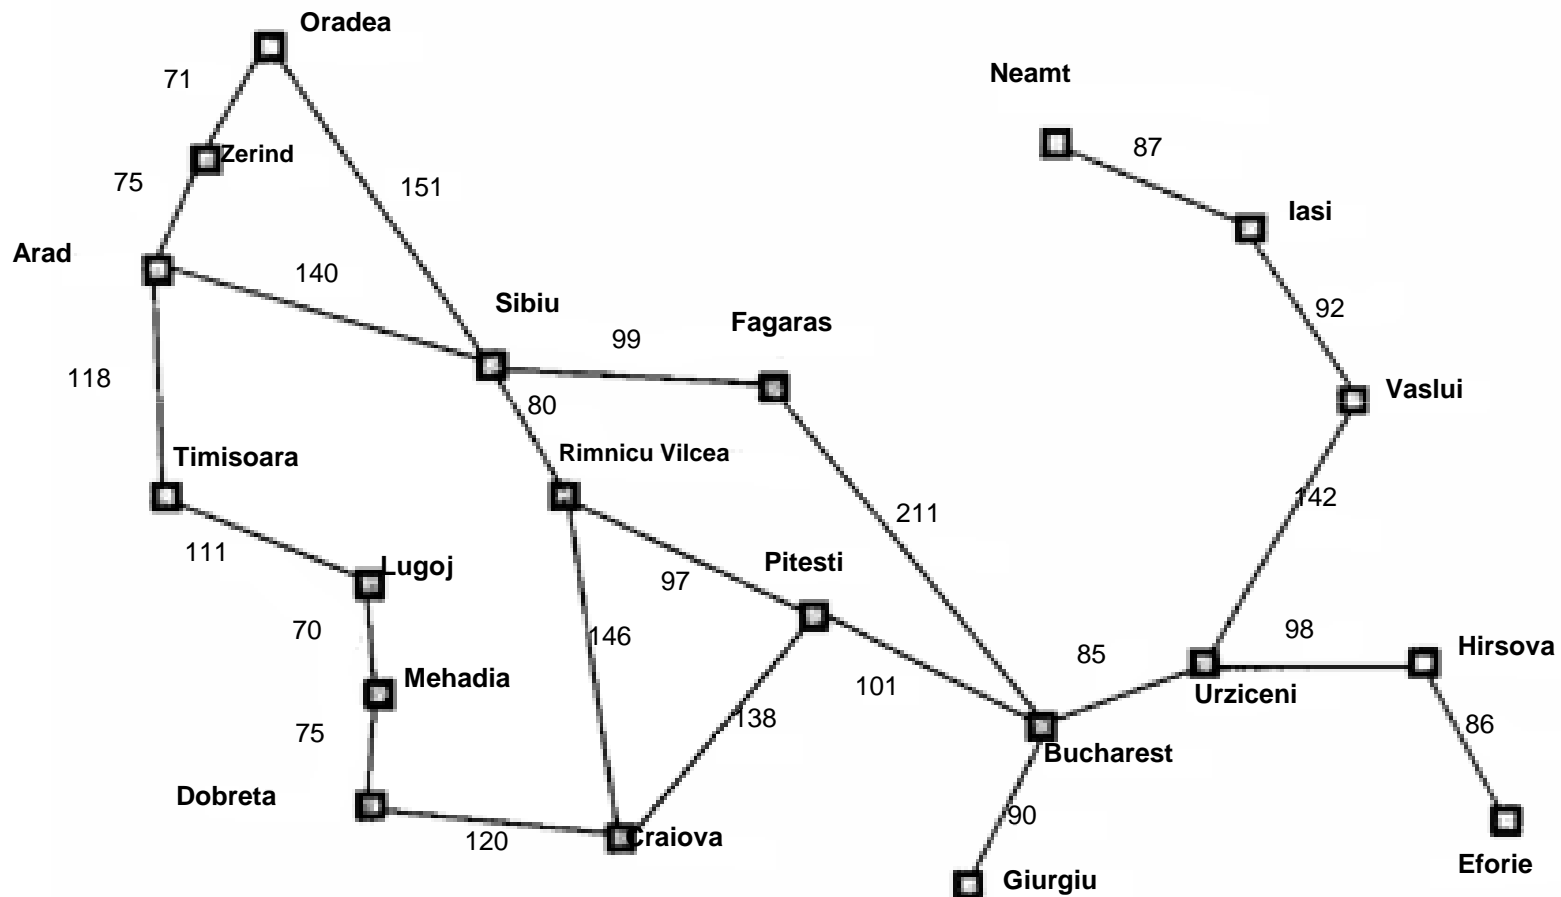 Oradea
71
Neamt
87
Zerind
75
151
Iasi
Arad
140
Sibiu
92
Fagaras
99
118
80
Vaslui
Timisoara
Rimnicu Vilcea
142
211
111
Lugoj
97
Pitesti
70
146
98
Hirsova
85
Mehadia
101
Urziceni
138
86
75
Bucharest
Dobreta
90
120
Craiova
Eforie
Giurgiu